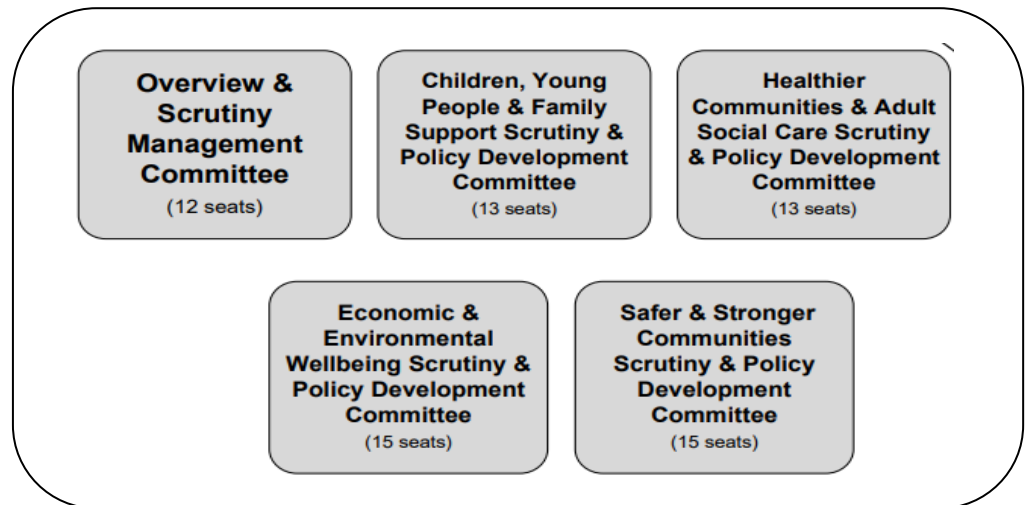 Overview &
Scrutiny
Management
Committee
(12 seats)
Children, Young
People & Family
Support Scrutiny &
Policy Development
Committee
(13 seats)
Healthier
Communities & Adult
Social Care Scrutiny
& Policy Development
Committee
(13 seats)
Economic &
Environmental
Wellbeing Scrutiny &
Policy Development
Committee
(15 seats)
Safer & Stronger
Communities
Scrutiny & Policy
Development
Committee
(15 seats)